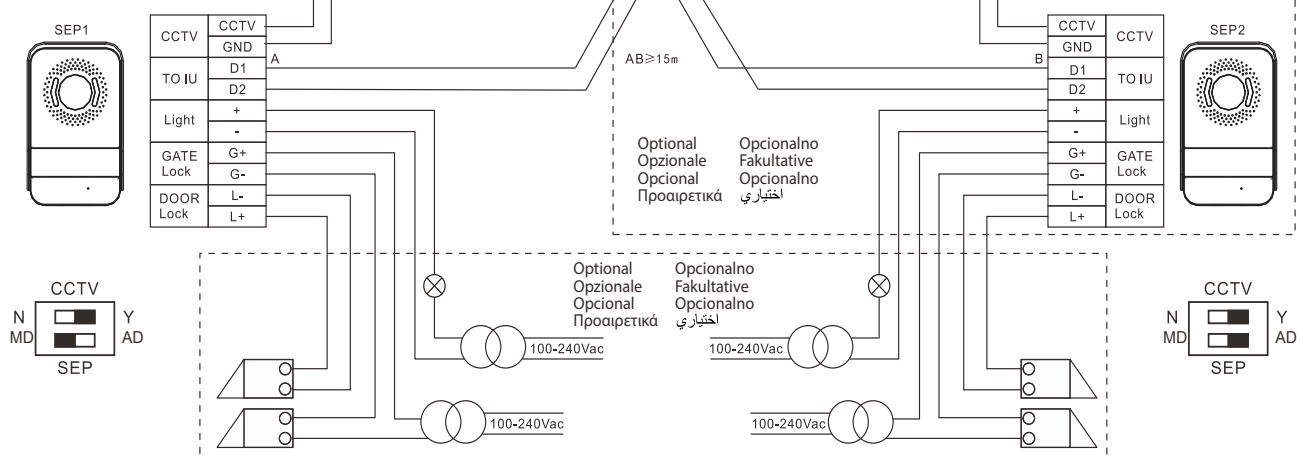 SEP1
CCTV
CCTV
GND
A
TO IU
D1
D2
Light
+
-
GATE
Lock
G+
G-
DOOR
Lock
L-
L+
AB≥15m
Optional Opcionalno
Opzionale Fakultative
Opcional Opcionalno
Προαιρετικά اختياري
SEP2
CCTV
GND
CCTV
B
D1
D2
TO IU
+
-
Light
G+
G-
GATE
Lock
L-
L+
DOOR
Lock
Optional Opcionalno
Opzionale Fakultative
Opcional Opcionalno
Προαιρετικά اختياري
CCTV
N Y
MD AD
SEP
100-240Vac
100-240Vac
100-240Vac
100-240Vac
CCTV
N Y
MD AD
SEP